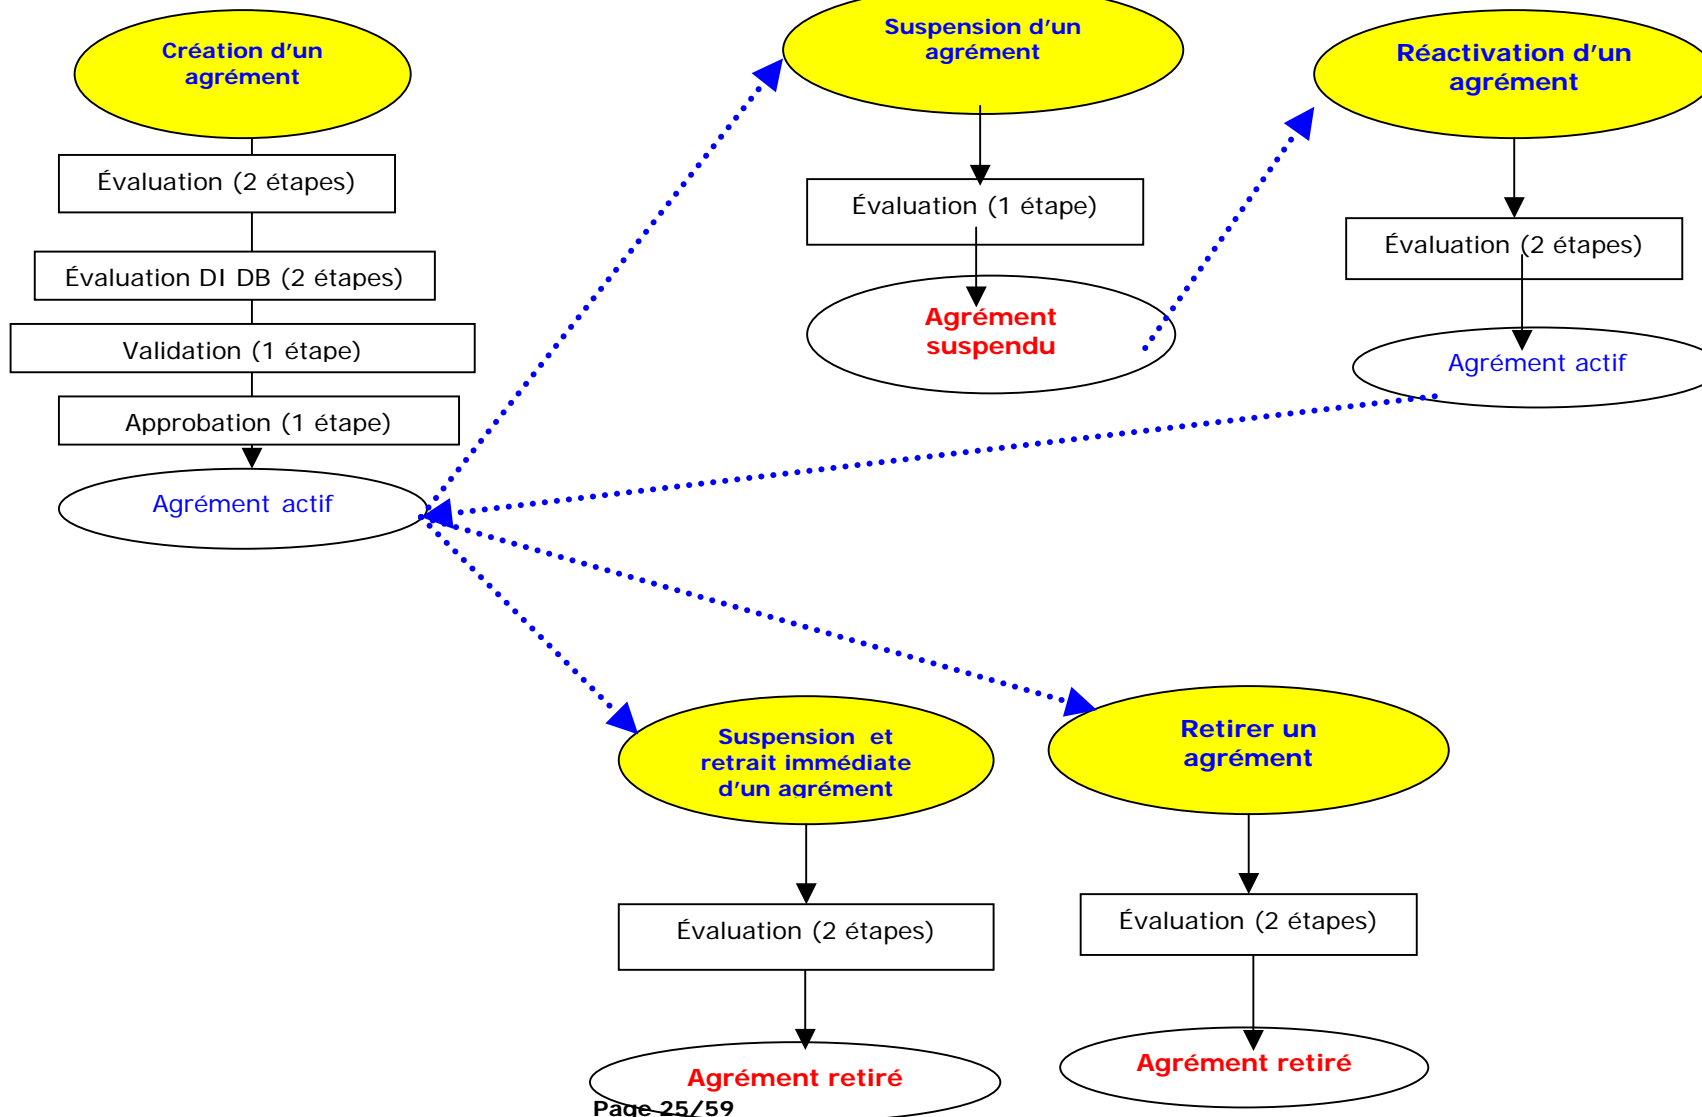 Création d'un
agrément
Évaluation (2 étapes)
Évaluation DI DB (2 étapes)
Validation (1 étape)
Approbation (1 étape)
Agrément actif
Suspension d'un
agrément
Évaluation (1 étape)
Agrément
suspendu
Réactivation d'un
agrément
Évaluation (2 étapes)
Agrément actif
Suspension et
retrait immédiate
d'un agrément
Évaluation (2 étapes)
Agrément retiré
Retirer un
agrément
Évaluation (2 étapes)
Agrément retiré
Page 25/59